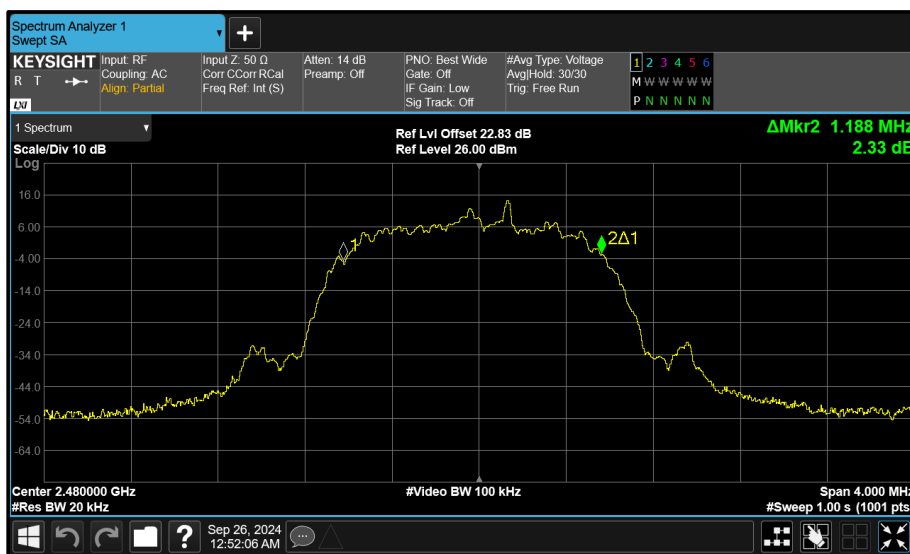 Spectrum Analyzer 1
Swept SA
+
KEYSIGHT
R T
LXI
Input: RF
Coupling: AC
Align: Partial
Input Z: 50 Ω
Corr CCorr RCal
Freq Ref: Int (S)
Atten: 14 dB
Preamp: Off
PNO: Best Wide
Gate: Off
IF Gain: Low
Sig Track: Off
#Avg Type: Voltage
Avg|Hold: 30/30
Trig: Free Run
1 2 3 4 5 6
M W W W W W
P N N N N N
1 Spectrum
Scale/Div 10 dB
Log
Ref Lvl Offset 22.83 dB
Ref Level 26.00 dBm
ΔMkr2 1.188 MHz
2.33 dB
16.0
6.00
-4.00
-14.0
-24.0
-34.0
-44.0
-54.0
-64.0
1
2Δ1
Center 2.480000 GHz
#Res BW 20 kHz
#Video BW 100 kHz
Span 4.000 MHz
#Sweep 1.00 s (1001 pts
?
Sep 26, 2024
12:52:06 AM